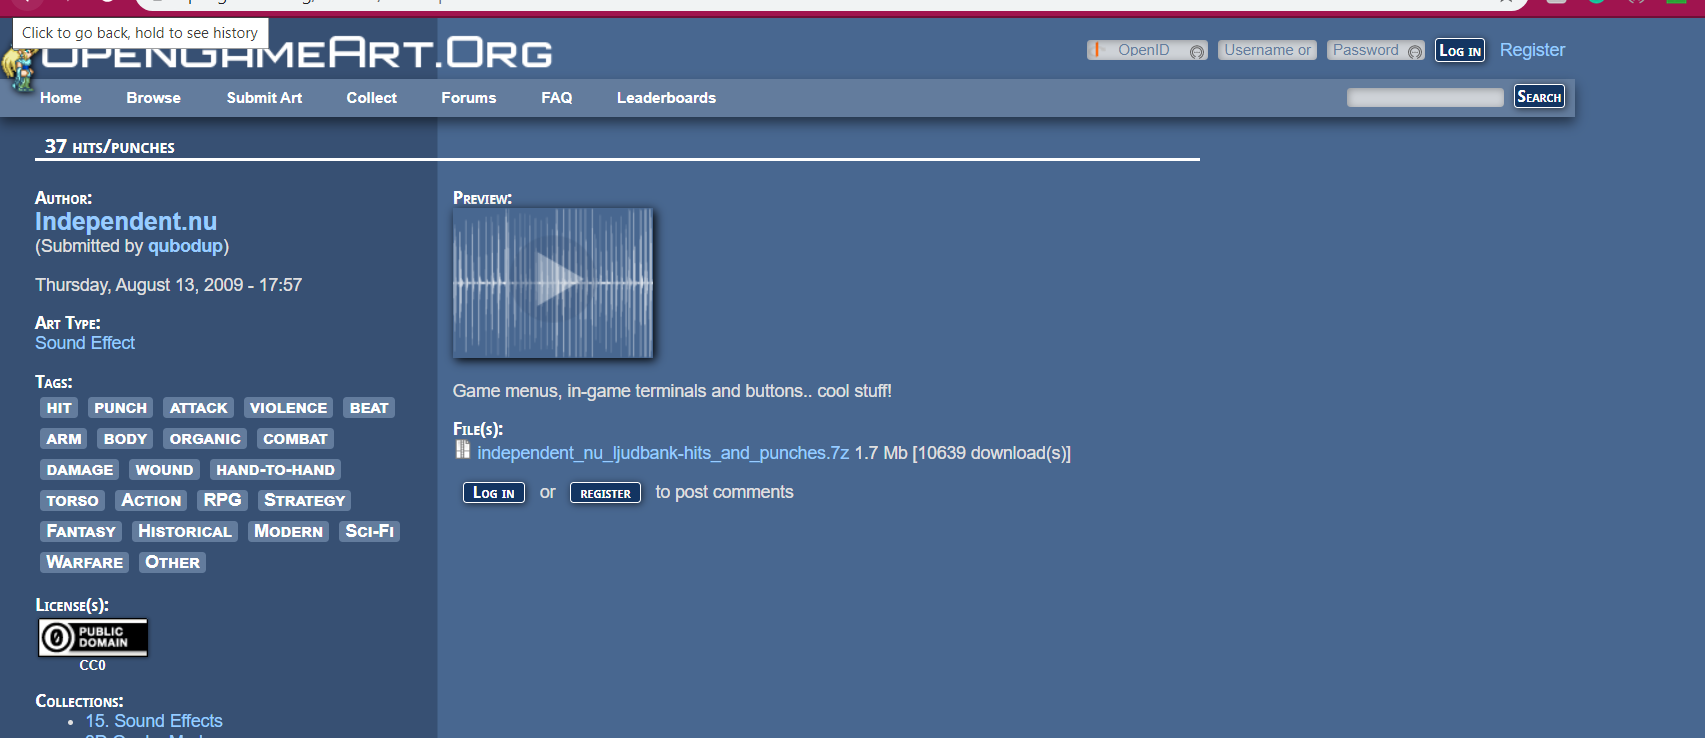 Click to go back, hold to see history
OpenGameArt.Org
OpenID
Username or
Password
Log in
Register
Home Browse Submit Art Collect Forums FAQ Leaderboards
Search
37 hits/punches
Author:
Independent.nu
(Submitted by qubodup)
Thursday, August 13, 2009 - 17:57
Art Type:
Sound Effect
Tags:
hit punch attack violence beat
arm body organic combat
damage wound hand-to-hand
torso Action RPG Strategy
Fantasy Historical Modern Sci-Fi
Warfare Other
License(s):
PUBLIC
DOMAIN
CC0
Collections:
15. Sound Effects
Preview:
Game menus, in-game terminals and buttons.. cool stuff!
File(s):
independent_nu_ljudbank-hits_and_punches.7z 1.7 Mb [10639 download(s)]
Log in or register to post comments